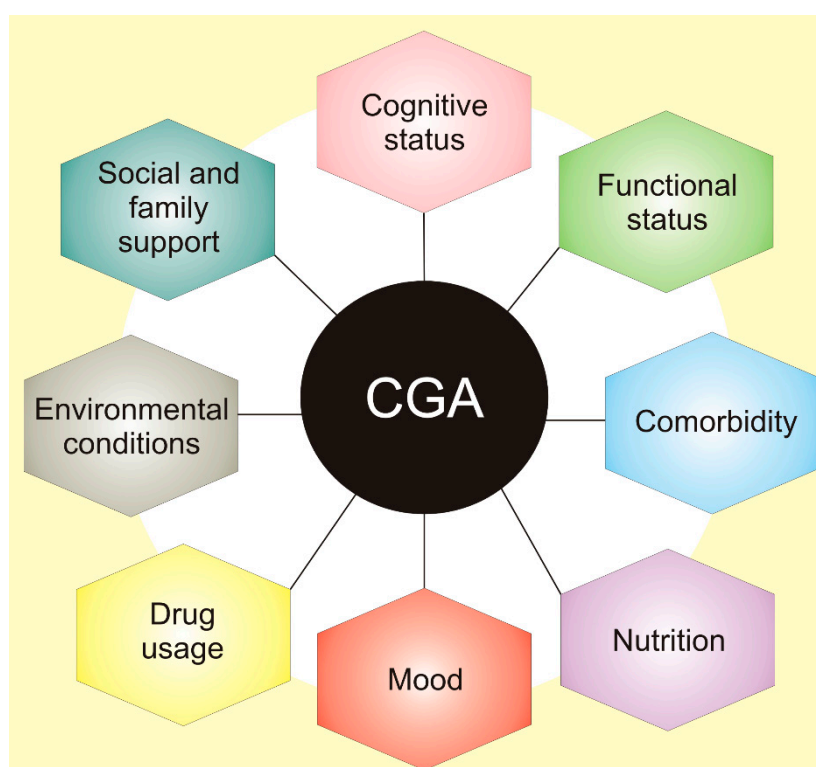 Cognitive
status
Social and
family
support
Functional
status
CGA
Environmental
conditions
Comorbidity
Drug
usage
Mood
Nutrition